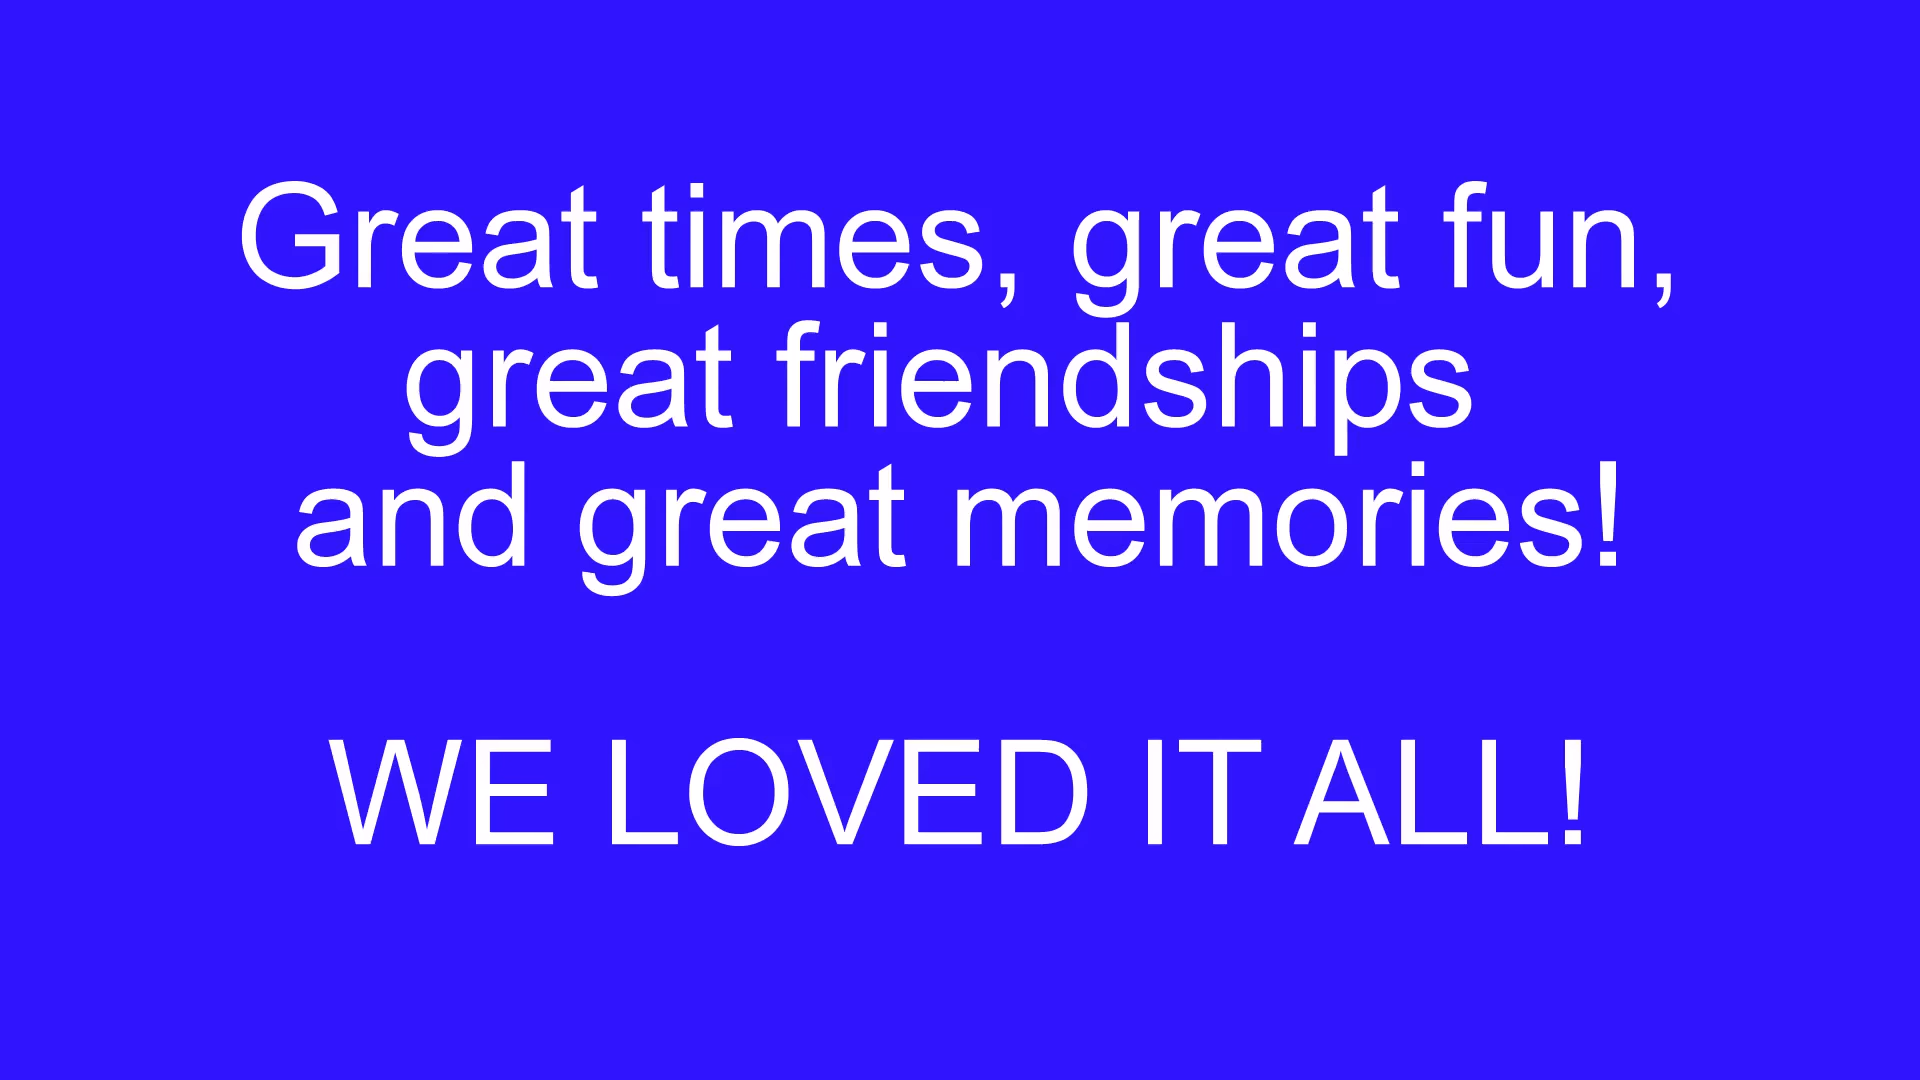 Great times, great fun,
great friendships
and great memories!
WE LOVED IT ALL!